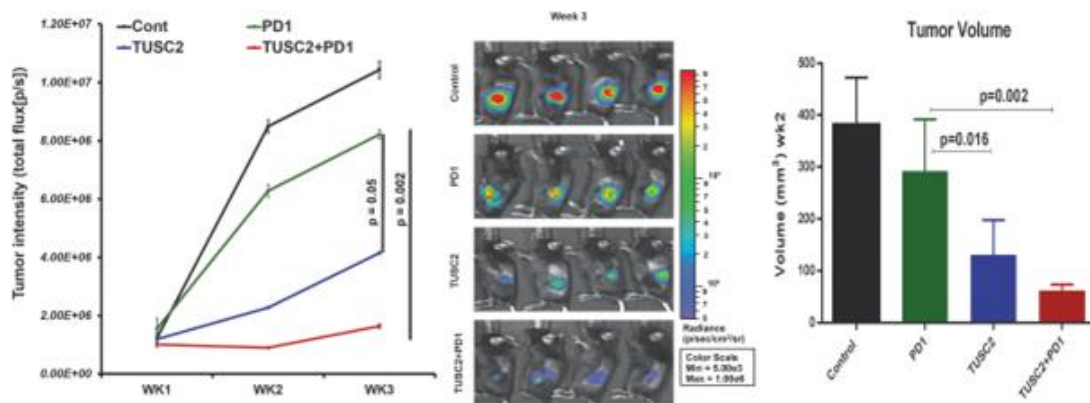 1.20E+07
1.00E+07
8.00E+06
6.00E+06
4.00E+06
2.00E+06
0.00E+00
Tumor intensity (total flux[p/s])
Cont
PD1
TUSC2
TUSC2+PD1
p = 0.05
p = 0.002
WK1
WK2
WK3
Week 3
Control
PD1
TUSC2
TUSC2+PD1
Radiance
(p/sec/cm²/sr)
Color Scale
Min = 5.00e3
Max = 1.00e6
Tumor Volume
Volume (mm³) wk2
500
400
300
200
100
0
p=0.002
p=0.016
Control
PD1
TUSC2
TUSC2+PD1